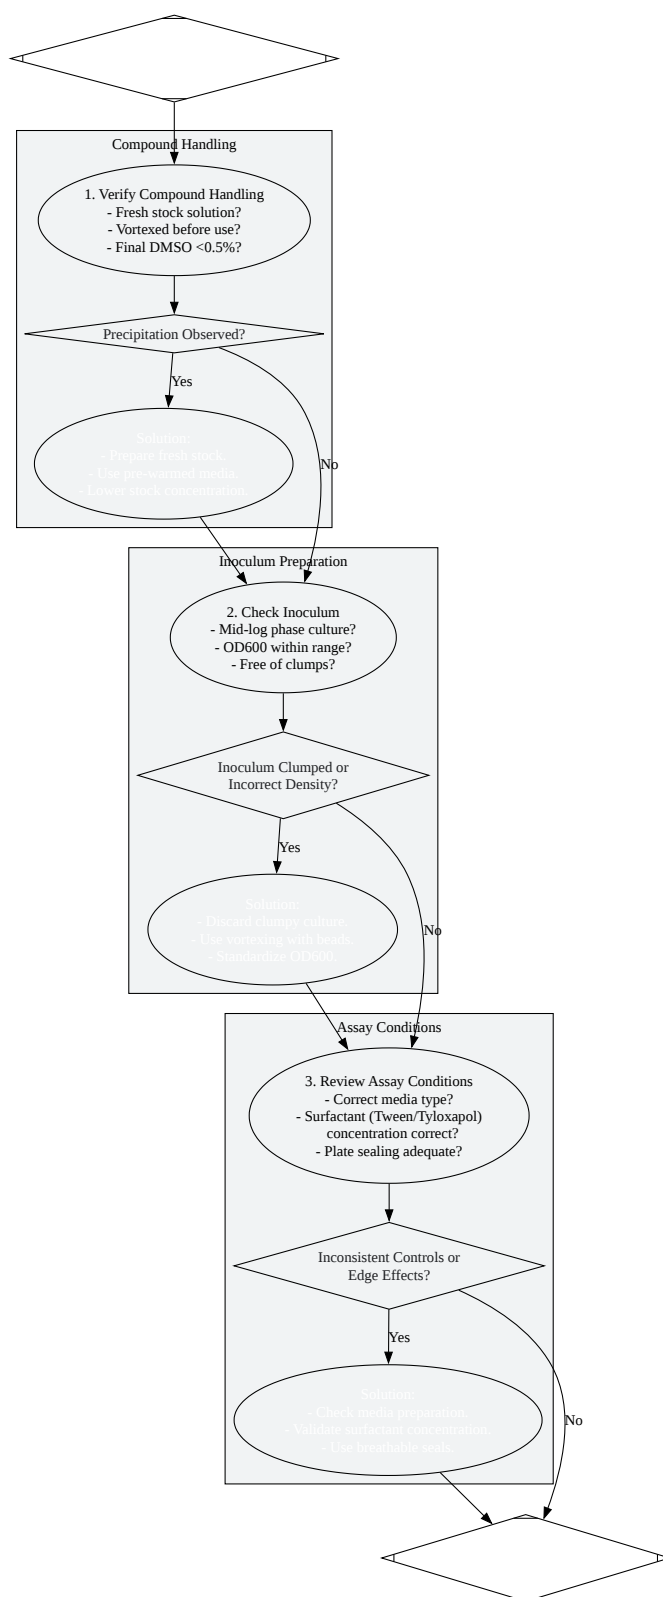 Compound Handling
1. Verify Compound Handling
- Fresh stock solution?
- Vortexed before use?
- Final DMSO <0.5%?
Precipitation Observed?
Yes
Solution:
- Prepare fresh stock.
- Use pre-warmed media.
- Lower stock concentration.
No
Inoculum Preparation
2. Check Inoculum
- Mid-log phase culture?
- OD600 within range?
- Free of clumps?
Inoculum Clumped or
Incorrect Density?
Yes
Solution:
- Discard clumpy culture.
- Use vortexing with beads.
- Standardize OD600.
No
Assay Conditions
3. Review Assay Conditions
- Correct media type?
- Surfactant (Tween/Tyloxapol)
concentration correct?
- Plate sealing adequate?
Inconsistent Controls or
Edge Effects?
Yes
Solution:
- Check media preparation.
- Validate surfactant concentration.
- Use breathable seals.
No